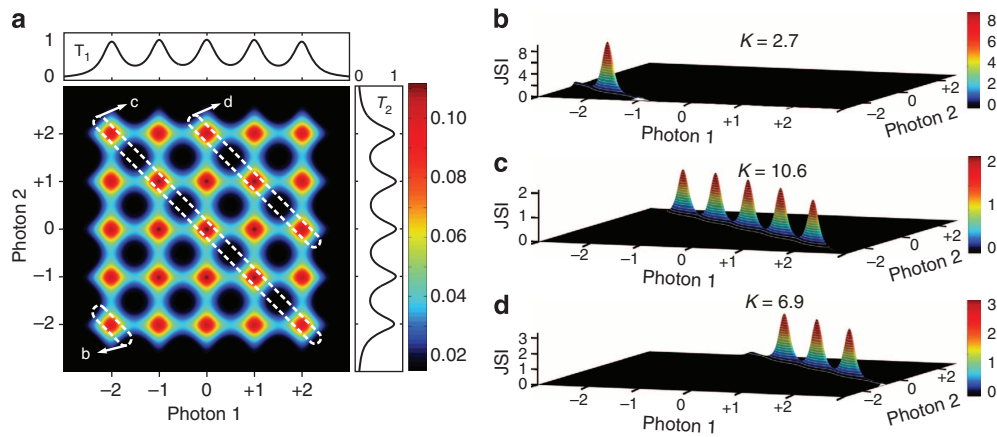 a
T1
1
0
0 1
T2
c
d
b
+2
+1
0
−1
−2
Photon 2
−2 −1 0 +1 +2
Photon 1
0.10
0.08
0.06
0.04
0.02
b
K = 2.7
JSI
8
4
0
−2 −1 0 +1 +2
Photon 1
−2 0 +2
Photon 2
8
6
4
2
0
c
K = 10.6
JSI
2
1
0
−2 −1 0 +1 +2
Photon 1
−2 0 +2
Photon 2
2
1
0
d
K = 6.9
JSI
3
2
1
0
−2 −1 0 +1 +2
Photon 1
−2 0 +2
Photon 2
3
2
1
0